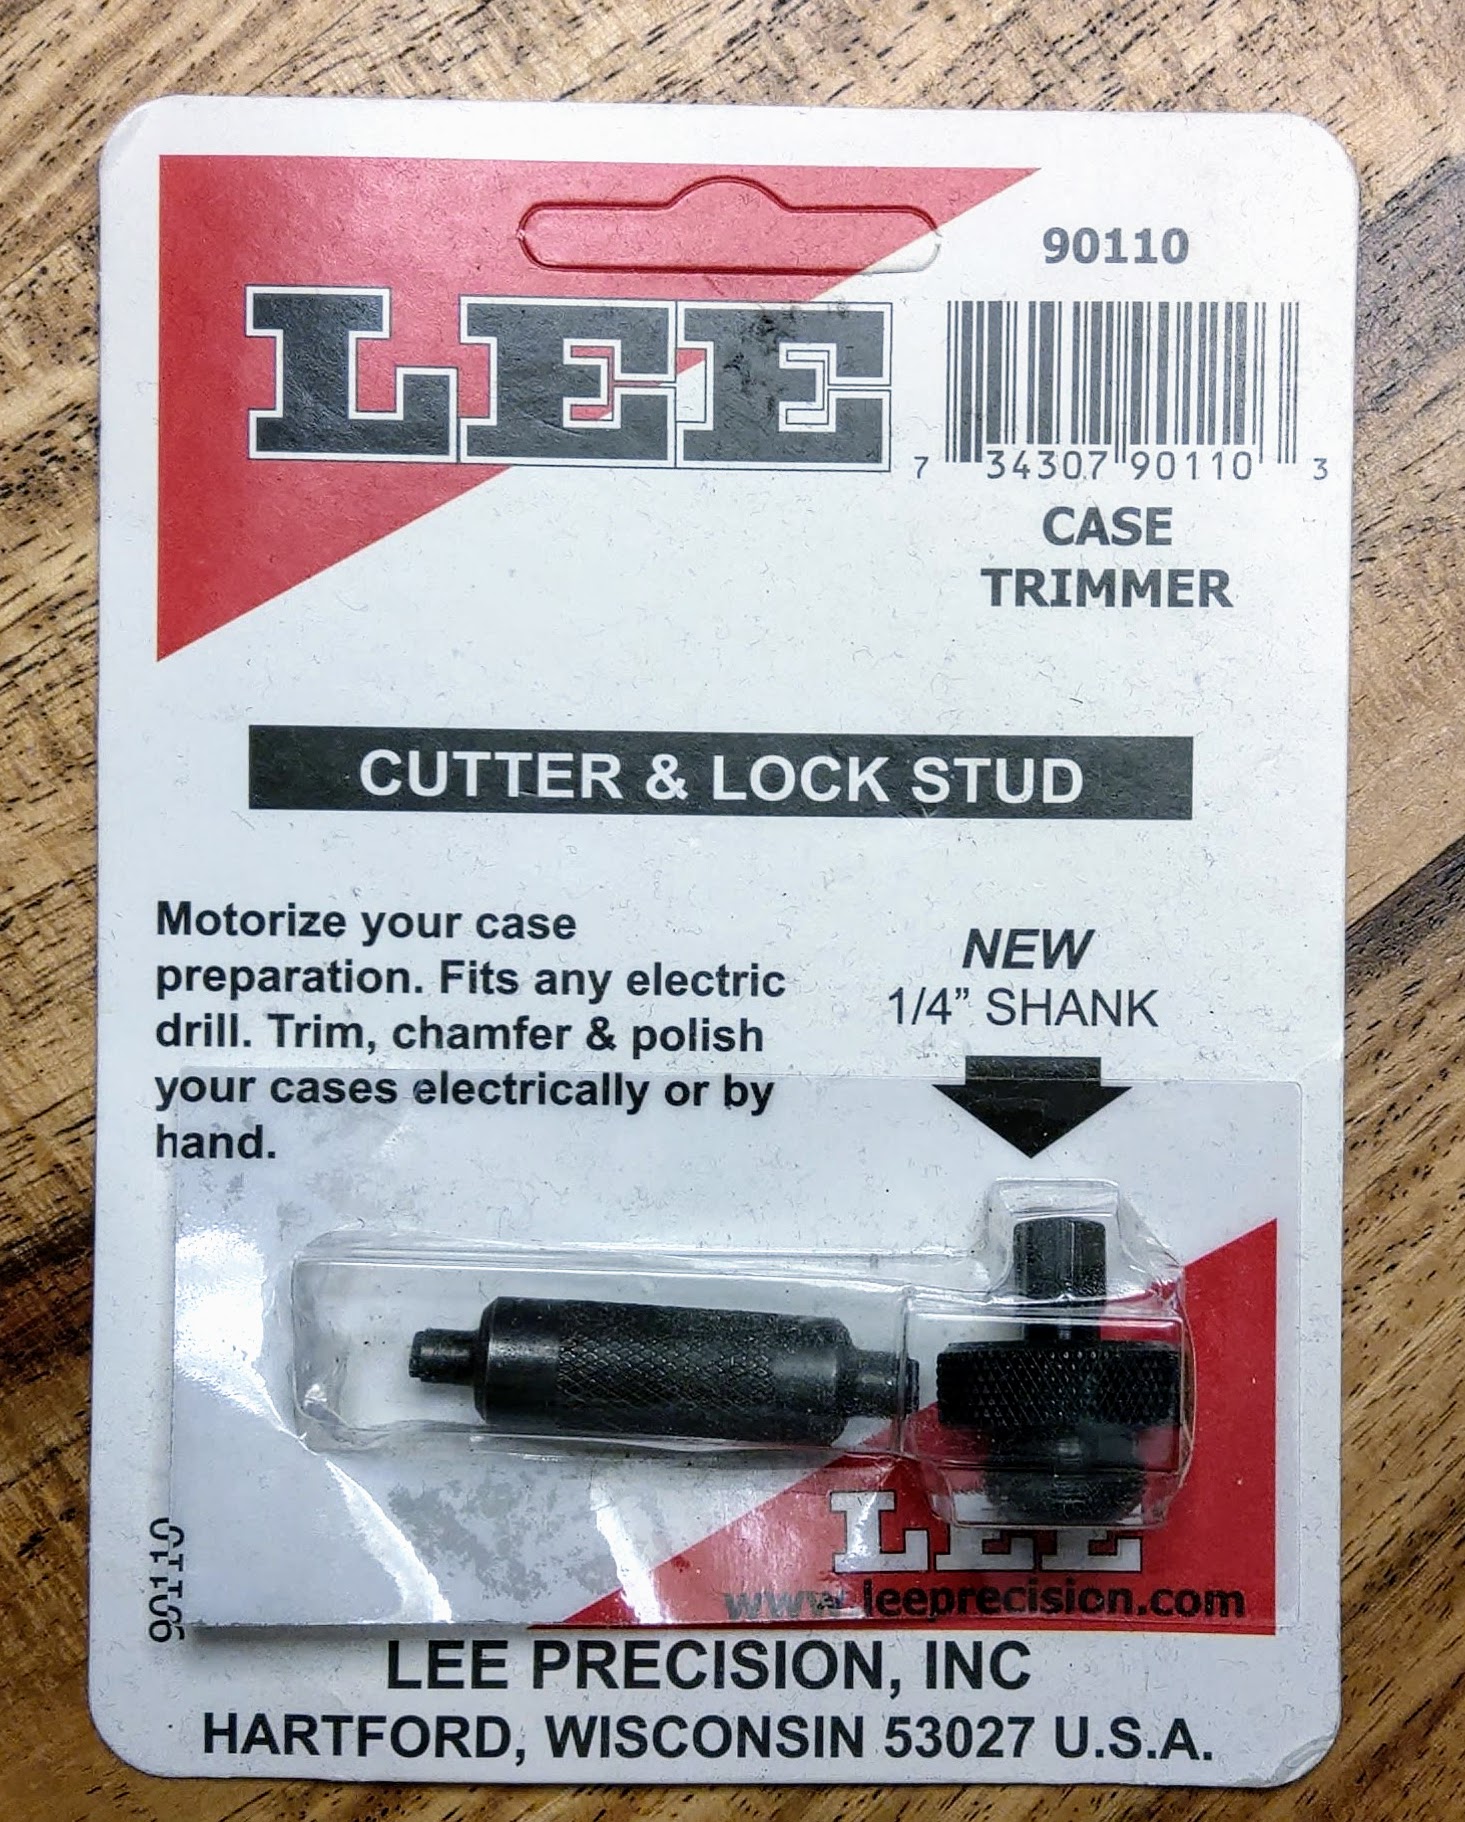 90110
LEE
7 34307 90110 3
CASE
TRIMMER
CUTTER & LOCK STUD
Motorize your case
preparation. Fits any electric
drill. Trim, chamfer & polish
your cases electrically or by
hand.
NEW
1/4” SHANK
LEE
www.leeprecision.com
90110
LEE PRECISION, INC
HARTFORD, WISCONSIN 53027 U.S.A.